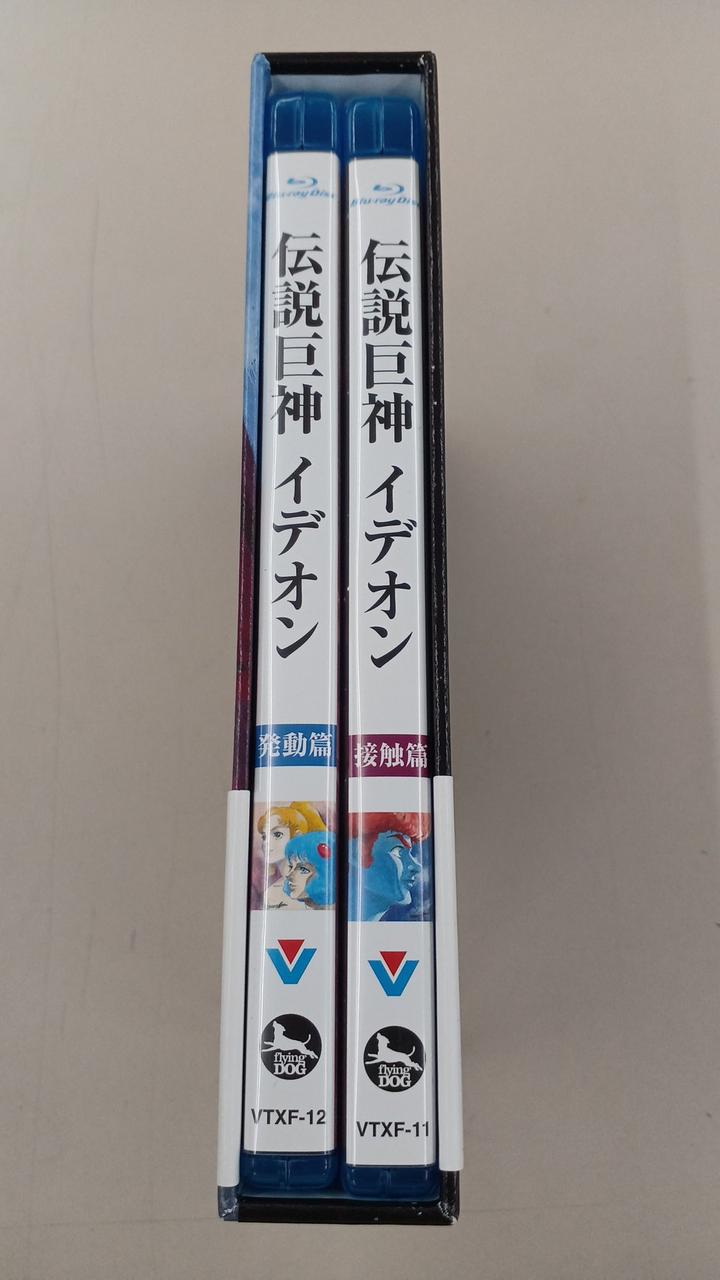 Blu-ray Disc
伝説巨神イデオン
発動篇
V
flying
DOG
VTXF-12
Blu-ray Disc
伝説巨神イデオン
接触篇
V
flying
DOG
VTXF-11